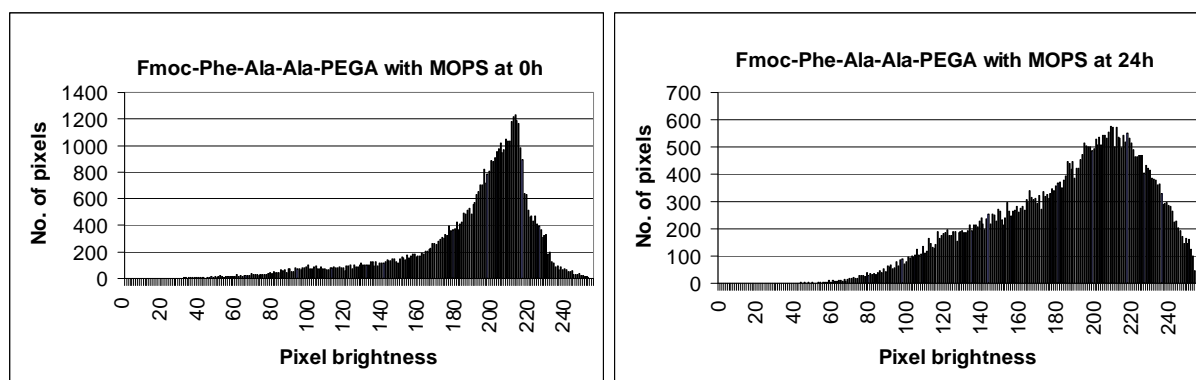 Fmoc-Phe-Ala-Ala-PEGA with MOPS at 0h
1400
1200
1000
800
600
400
200
0
No. of pixels
0 20 40 60 80 100 120 140 160 180 200 220 240
Pixel brightness
Fmoc-Phe-Ala-Ala-PEGA with MOPS at 24h
700
600
500
400
300
200
100
0
No. of pixels
0 20 40 60 80 100 120 140 160 180 200 220 240
Pixel brightness